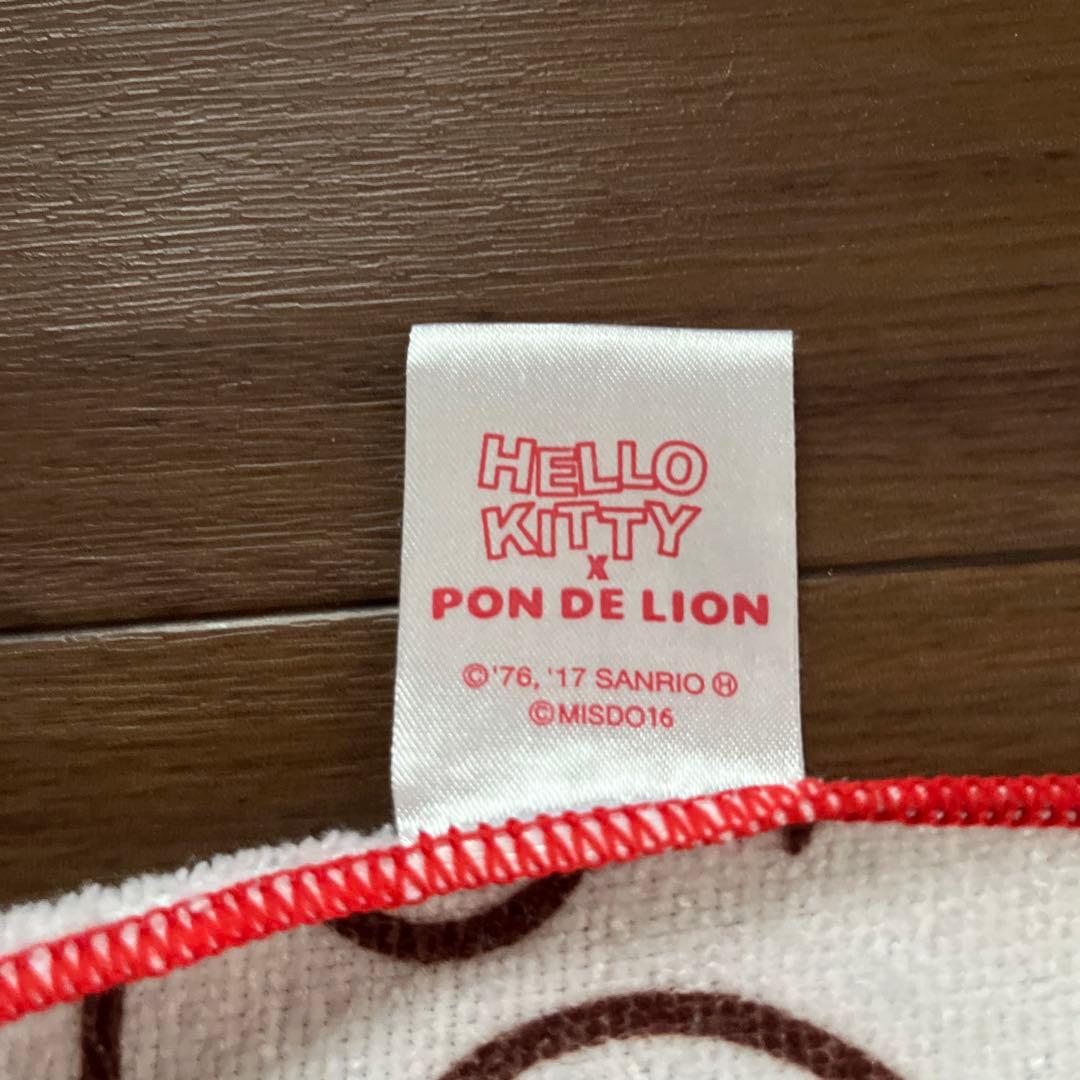 HELLO
KITTY
X
PON DE LION
©'76, '17 SANRIO Ⓗ
©MISDO16